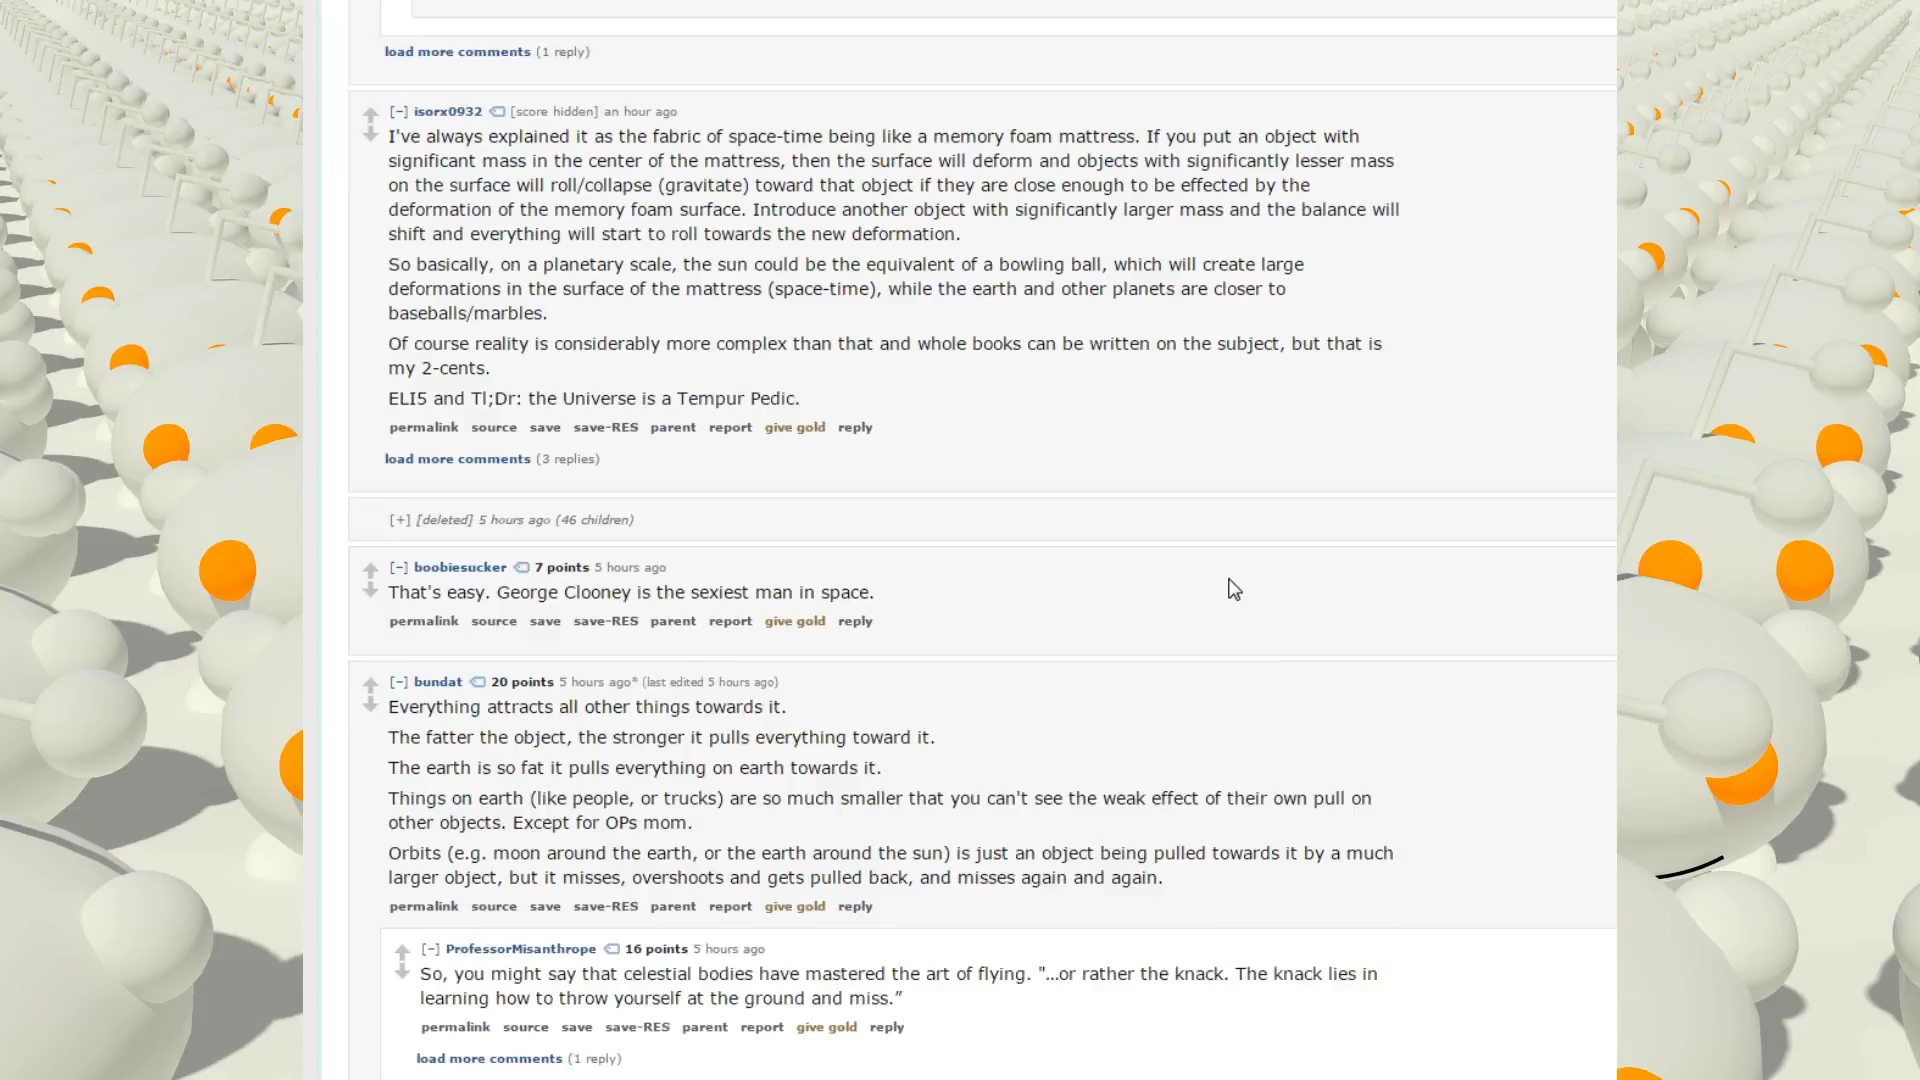 load more comments (1 reply)
[–] isorx0932 [score hidden] an hour ago
I've always explained it as the fabric of space-time being like a memory foam mattress. If you put an object with
significant mass in the center of the mattress, then the surface will deform and objects with significantly lesser mass
on the surface will roll/collapse (gravitate) toward that object if they are close enough to be effected by the
deformation of the memory foam surface. Introduce another object with significantly larger mass and the balance will
shift and everything will start to roll towards the new deformation.
So basically, on a planetary scale, the sun could be the equivalent of a bowling ball, which will create large
deformations in the surface of the mattress (space-time), while the earth and other planets are closer to
baseballs/marbles.
Of course reality is considerably more complex than that and whole books can be written on the subject, but that is
my 2-cents.
ELI5 and Tl;Dr: the Universe is a Tempur Pedic.
permalink source save save-RES parent report give gold reply
load more comments (3 replies)
[+] [deleted] 5 hours ago (46 children)
[–] boobiesucker 7 points 5 hours ago
That's easy. George Clooney is the sexiest man in space.
permalink source save save-RES parent report give gold reply
[–] bundat 20 points 5 hours ago* (last edited 5 hours ago)
Everything attracts all other things towards it.
The fatter the object, the stronger it pulls everything toward it.
The earth is so fat it pulls everything on earth towards it.
Things on earth (like people, or trucks) are so much smaller that you can't see the weak effect of their own pull on
other objects. Except for OPs mom.
Orbits (e.g. moon around the earth, or the earth around the sun) is just an object being pulled towards it by a much
larger object, but it misses, overshoots and gets pulled back, and misses again and again.
permalink source save save-RES parent report give gold reply
[–] ProfessorMisanthrope 16 points 5 hours ago
So, you might say that celestial bodies have mastered the art of flying. "...or rather the knack. The knack lies in
learning how to throw yourself at the ground and miss.”
permalink source save save-RES parent report give gold reply
load more comments (1 reply)